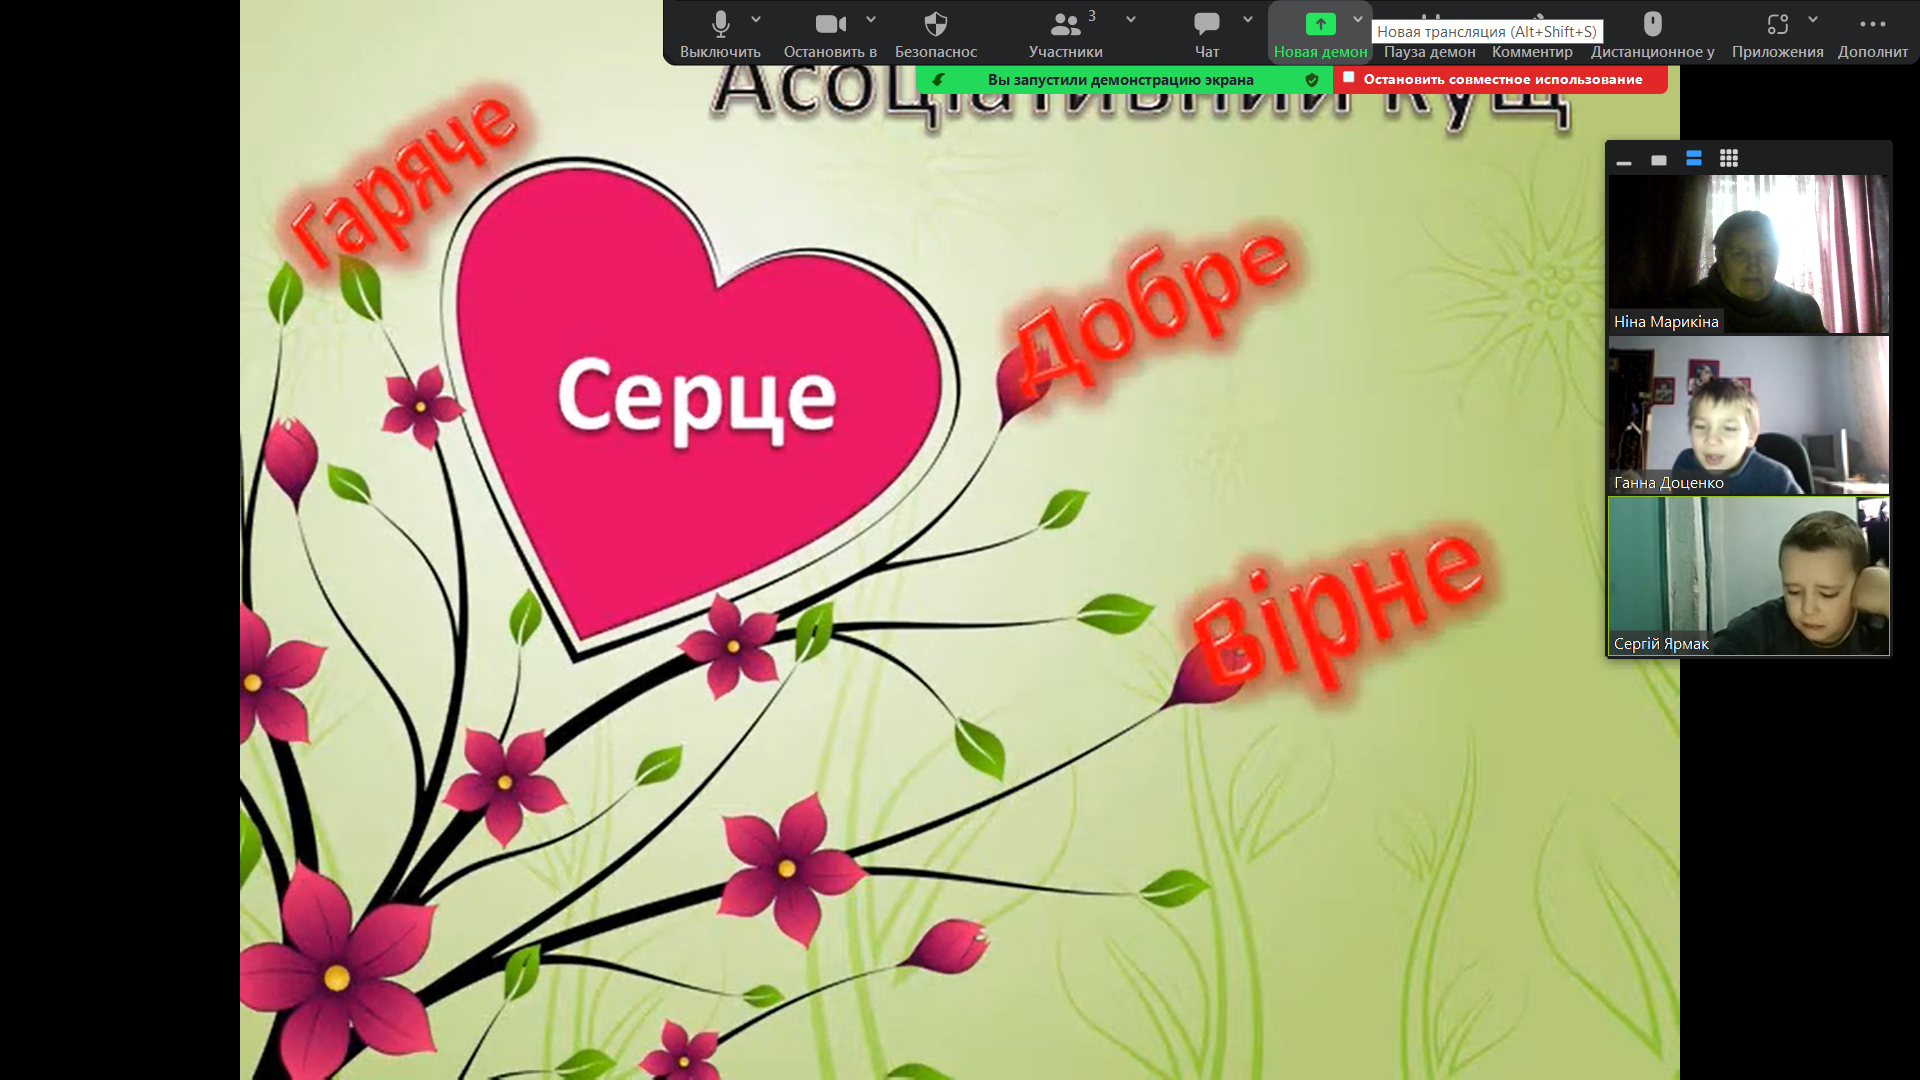 3
Выключить
Остановить в
Безопаснос
Участники
Чат
Новая демон
Пауза демон
Комментир
Дистанционное у
Приложения
Дополнит
Новая трансляция (Alt+Shift+S)
Вы запустили демонстрацию экрана
Остановить совместное использование
Асоціативний кущ
Гаряче
Добре
Серце
Вірне
Ніна Марикіна
Ганна Доценко
Сергій Ярмак